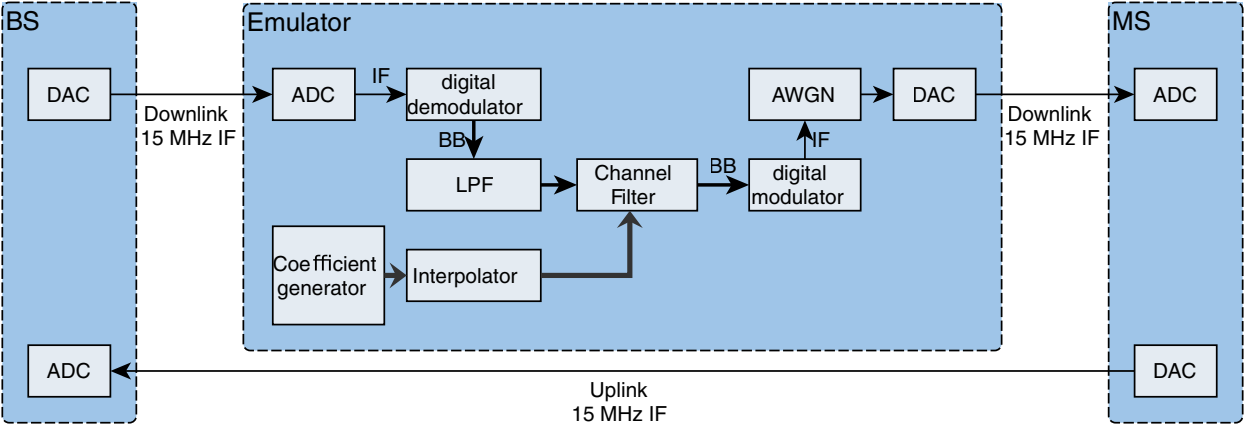 BS
Emulator
MS
DAC
Downlink
15 MHz IF
ADC
IF
digital
demodulator
BB
LPF
Channel
Filter
BB
digital
modulator
IF
AWGN
DAC
Downlink
15 MHz IF
ADC
Coefficient
generator
Interpolator
ADC
Uplink
15 MHz IF
DAC